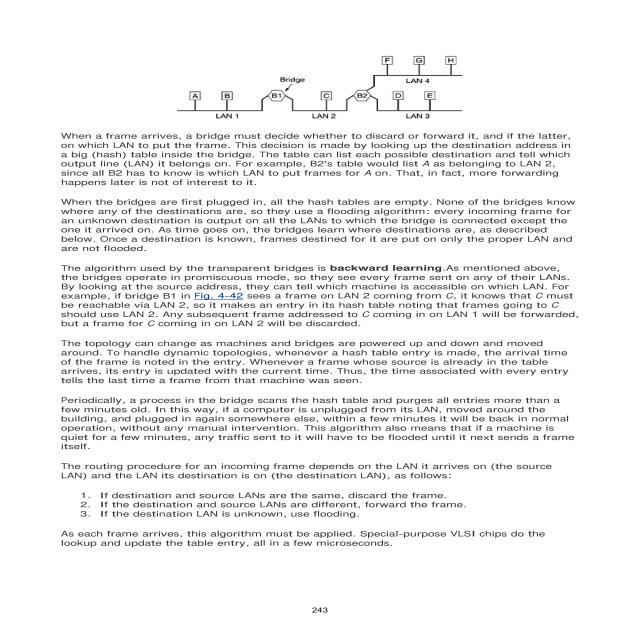 F G H
Bridge
LAN 4
A B B1 C B2 D E
LAN 1 LAN 2 LAN 3
When a frame arrives, a bridge must decide whether to discard or forward it, and if the latter,
on which LAN to put the frame. This decision is made by looking up the destination address in
a big (hash) table inside the bridge. The table can list each possible destination and tell which
output line (LAN) it belongs on. For example, B2's table would list A as belonging to LAN 2,
since all B2 has to know is which LAN to put frames for A on. That, in fact, more forwarding
happens later is not of interest to it.
When the bridges are first plugged in, all the hash tables are empty. None of the bridges know
where any of the destinations are, so they use a flooding algorithm: every incoming frame for
an unknown destination is output on all the LANs to which the bridge is connected except the
one it arrived on. As time goes on, the bridges learn where destinations are, as described
below. Once a destination is known, frames destined for it are put on only the proper LAN and
are not flooded.
The algorithm used by the transparent bridges is backward learning.As mentioned above,
the bridges operate in promiscuous mode, so they see every frame sent on any of their LANs.
By looking at the source address, they can tell which machine is accessible on which LAN. For
example, if bridge B1 in Fig. 4-42 sees a frame on LAN 2 coming from C, it knows that C must
be reachable via LAN 2, so it makes an entry in its hash table noting that frames going to C
should use LAN 2. Any subsequent frame addressed to C coming in on LAN 1 will be forwarded,
but a frame for C coming in on LAN 2 will be discarded.
The topology can change as machines and bridges are powered up and down and moved
around. To handle dynamic topologies, whenever a hash table entry is made, the arrival time
of the frame is noted in the entry. Whenever a frame whose source is already in the table
arrives, its entry is updated with the current time. Thus, the time associated with every entry
tells the last time a frame from that machine was seen.
Periodically, a process in the bridge scans the hash table and purges all entries more than a
few minutes old. In this way, if a computer is unplugged from its LAN, moved around the
building, and plugged in again somewhere else, within a few minutes it will be back in normal
operation, without any manual intervention. This algorithm also means that if a machine is
quiet for a few minutes, any traffic sent to it will have to be flooded until it next sends a frame
itself.
The routing procedure for an incoming frame depends on the LAN it arrives on (the source
LAN) and the LAN its destination is on (the destination LAN), as follows:
1. If destination and source LANs are the same, discard the frame.
2. If the destination and source LANs are different, forward the frame.
3. If the destination LAN is unknown, use flooding.
As each frame arrives, this algorithm must be applied. Special-purpose VLSI chips do the
lookup and update the table entry, all in a few microseconds.
243